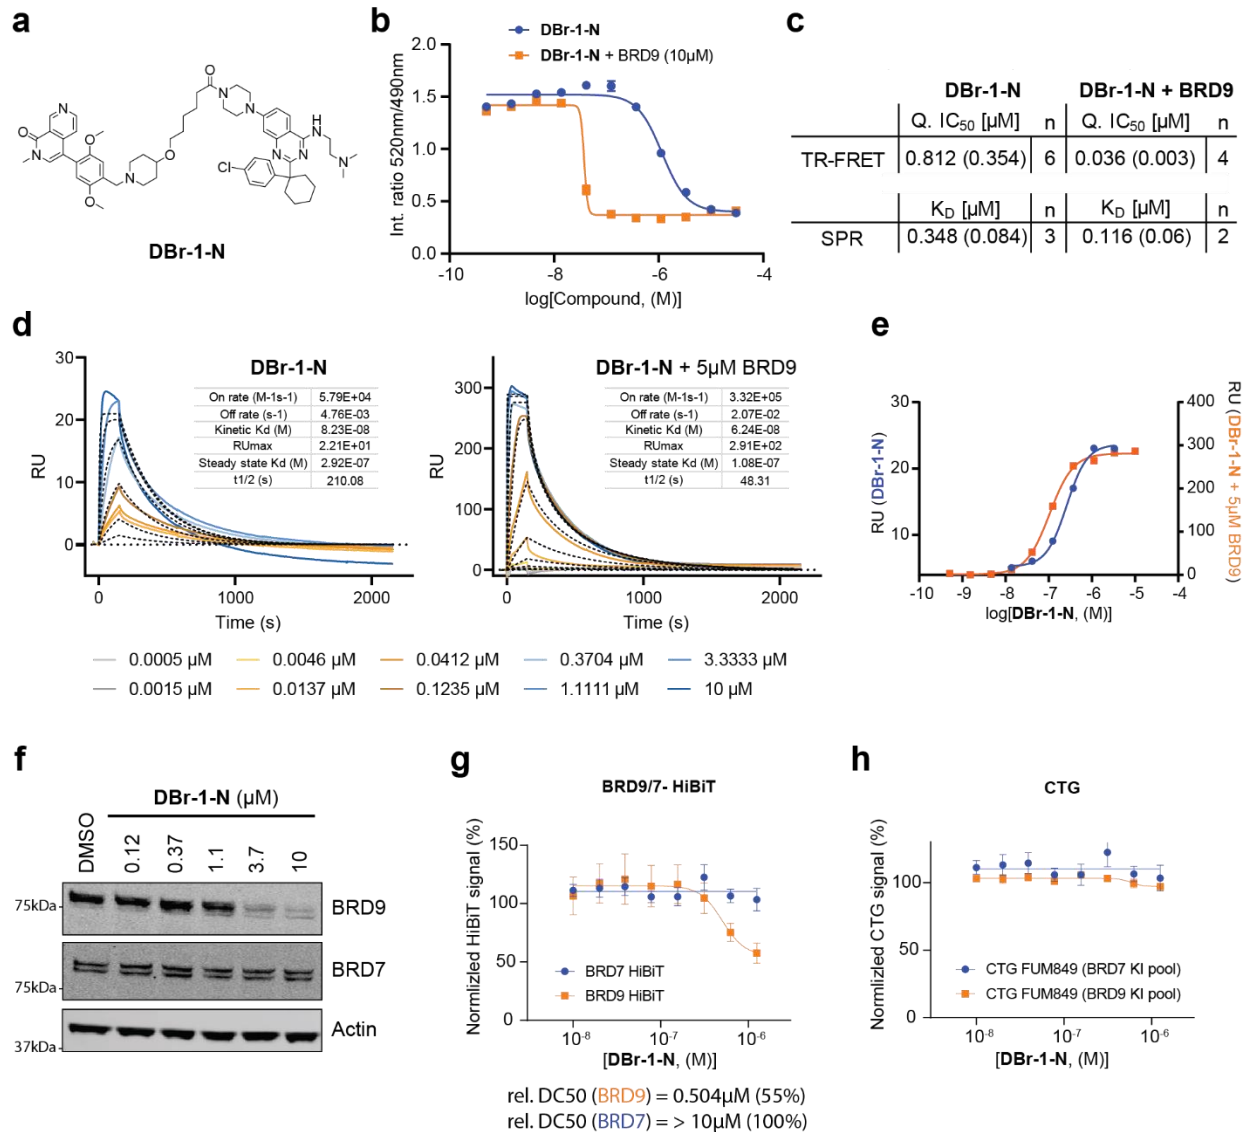 a
N
O
N
O
O
N
O
O
N
N
N
N
HN
N
Cl
DBr-1-N
b
DBr-1-N
DBr-1-N + BRD9 (10µM)
2.0
1.5
1.0
0.5
0.0
Int. ratio 520nm/490nm
-10 -8 -6 -4
log[Compound, (M)]
c
DBr-1-N DBr-1-N + BRD9
Q. IC50 [µM] n Q. IC50 [µM] n
TR-FRET 0.812 (0.354) 6 0.036 (0.003) 4
KD [µM] n KD [µM] n
SPR 0.348 (0.084) 3 0.116 (0.06) 2
d
30
20
10
0
RU
0 1000 2000
Time (s)
DBr-1-N
On rate (M-1s-1) 5.79E+04
Off rate (s-1) 4.76E-03
Kinetic Kd (M) 8.23E-08
RUmax 2.21E+01
Steady state Kd (M) 2.92E-07
t1/2 (s) 210.08
300
200
100
0
RU
0 1000 2000
Time (s)
DBr-1-N + 5µM BRD9
On rate (M-1s-1) 3.32E+05
Off rate (s-1) 2.07E-02
Kinetic Kd (M) 6.24E-08
RUmax 2.91E+02
Steady state Kd (M) 1.08E-07
t1/2 (s) 48.31
0.0005 µM 0.0046 µM 0.0412 µM 0.3704 µM 3.3333 µM
0.0015 µM 0.0137 µM 0.1235 µM 1.1111 µM 10 µM
e
30
20
10
RU (DBr-1-N)
400
300
200
100
0
RU (DBr-1-N + 5µM BRD9)
-10 -9 -8 -7 -6 -5 -4
log[DBr-1-N, (M)]
f
DBr-1-N (µM)
DMSO 0.12 0.37 1.1 3.7 10
75kDa BRD9
BRD7
75kDa
Actin
37kDa
g
BRD9/7- HiBiT
150
100
50
0
Normlizled HiBiT signal (%)
BRD7 HiBiT
BRD9 HiBiT
10-8 10-7 10-6
[DBr-1-N, (M)]
rel. DC50 (BRD9) = 0.504µM (55%)
rel. DC50 (BRD7) = > 10µM (100%)
h
CTG
100
50
0
Normlizled CTG signal (%)
CTG FUM849 (BRD7 KI pool)
CTG FUM849 (BRD9 KI pool)
10-8 10-7 10-6
[DBr-1-N, (M)]